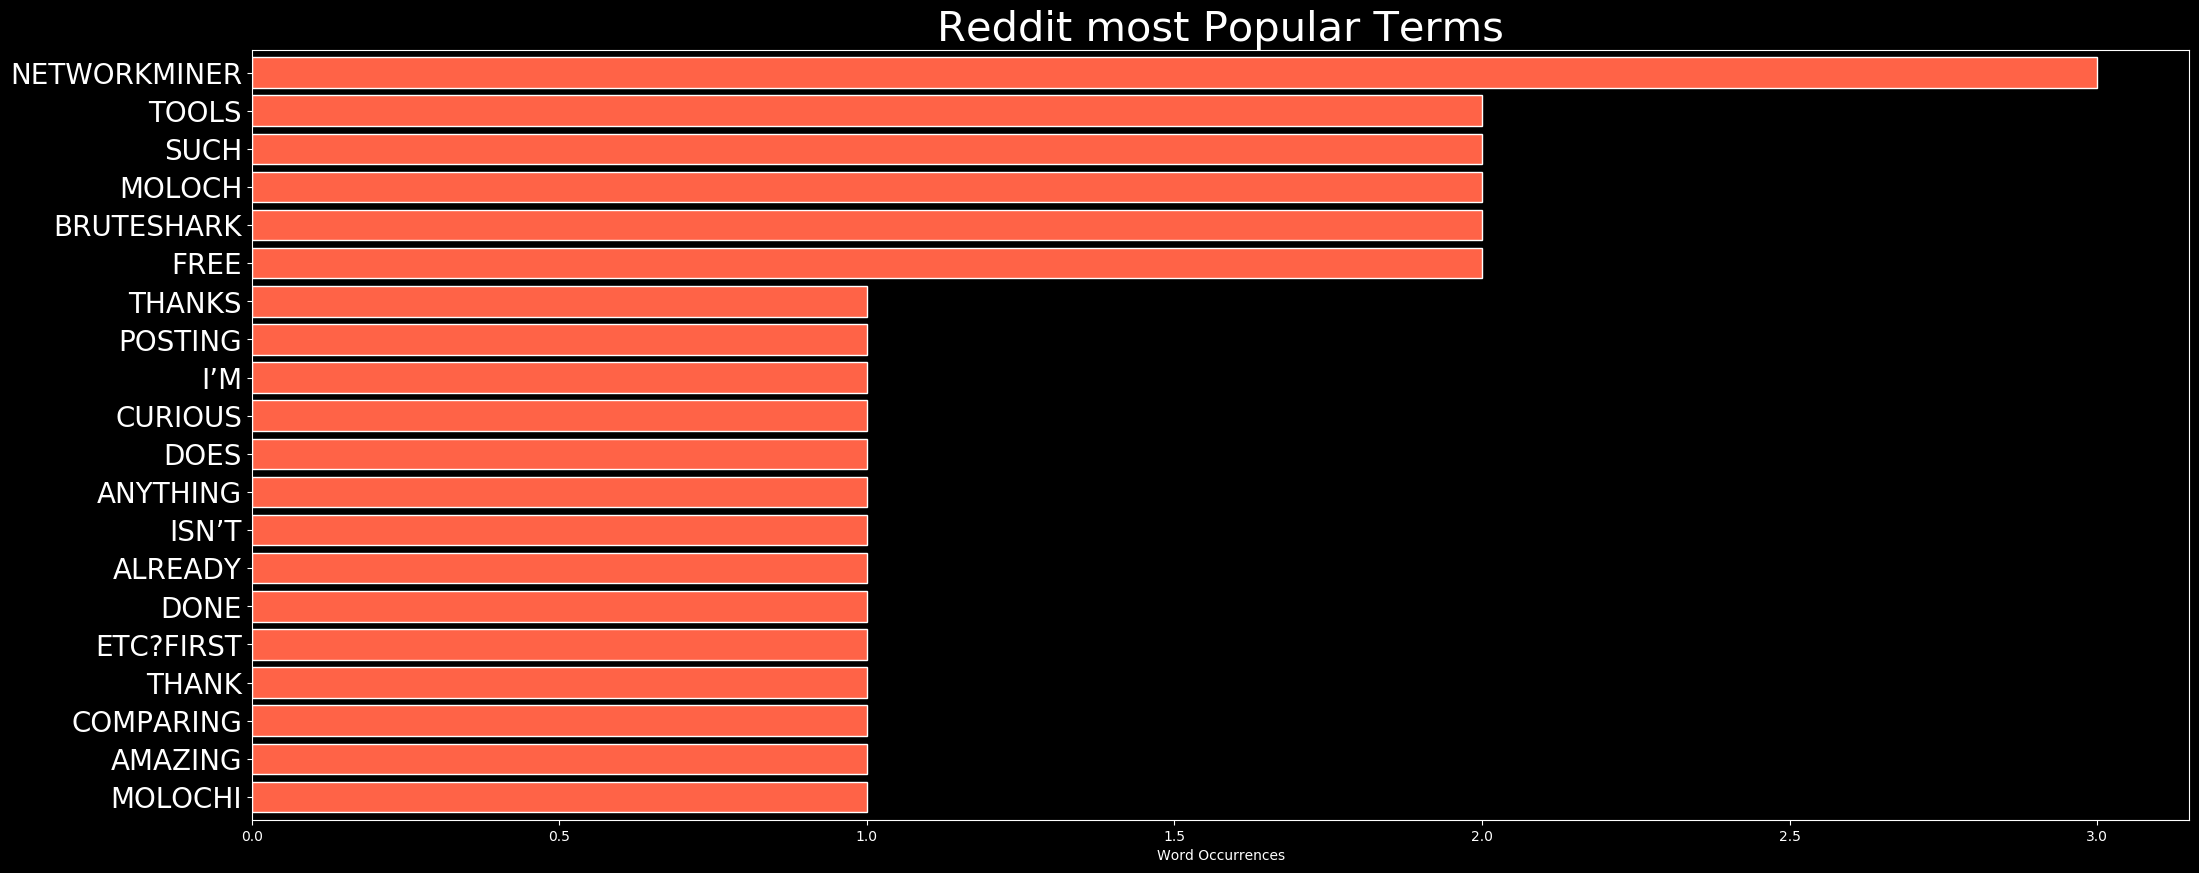 Reddit most Popular Terms
NETWORKMINER
TOOLS
SUCH
MOLOCH
BRUTESHARK
FREE
THANKS
POSTING
I’M
CURIOUS
DOES
ANYTHING
ISN’T
ALREADY
DONE
ETC?FIRST
THANK
COMPARING
AMAZING
MOLOCHI
0.0 0.5 1.0 1.5 2.0 2.5 3.0
Word Occurrences